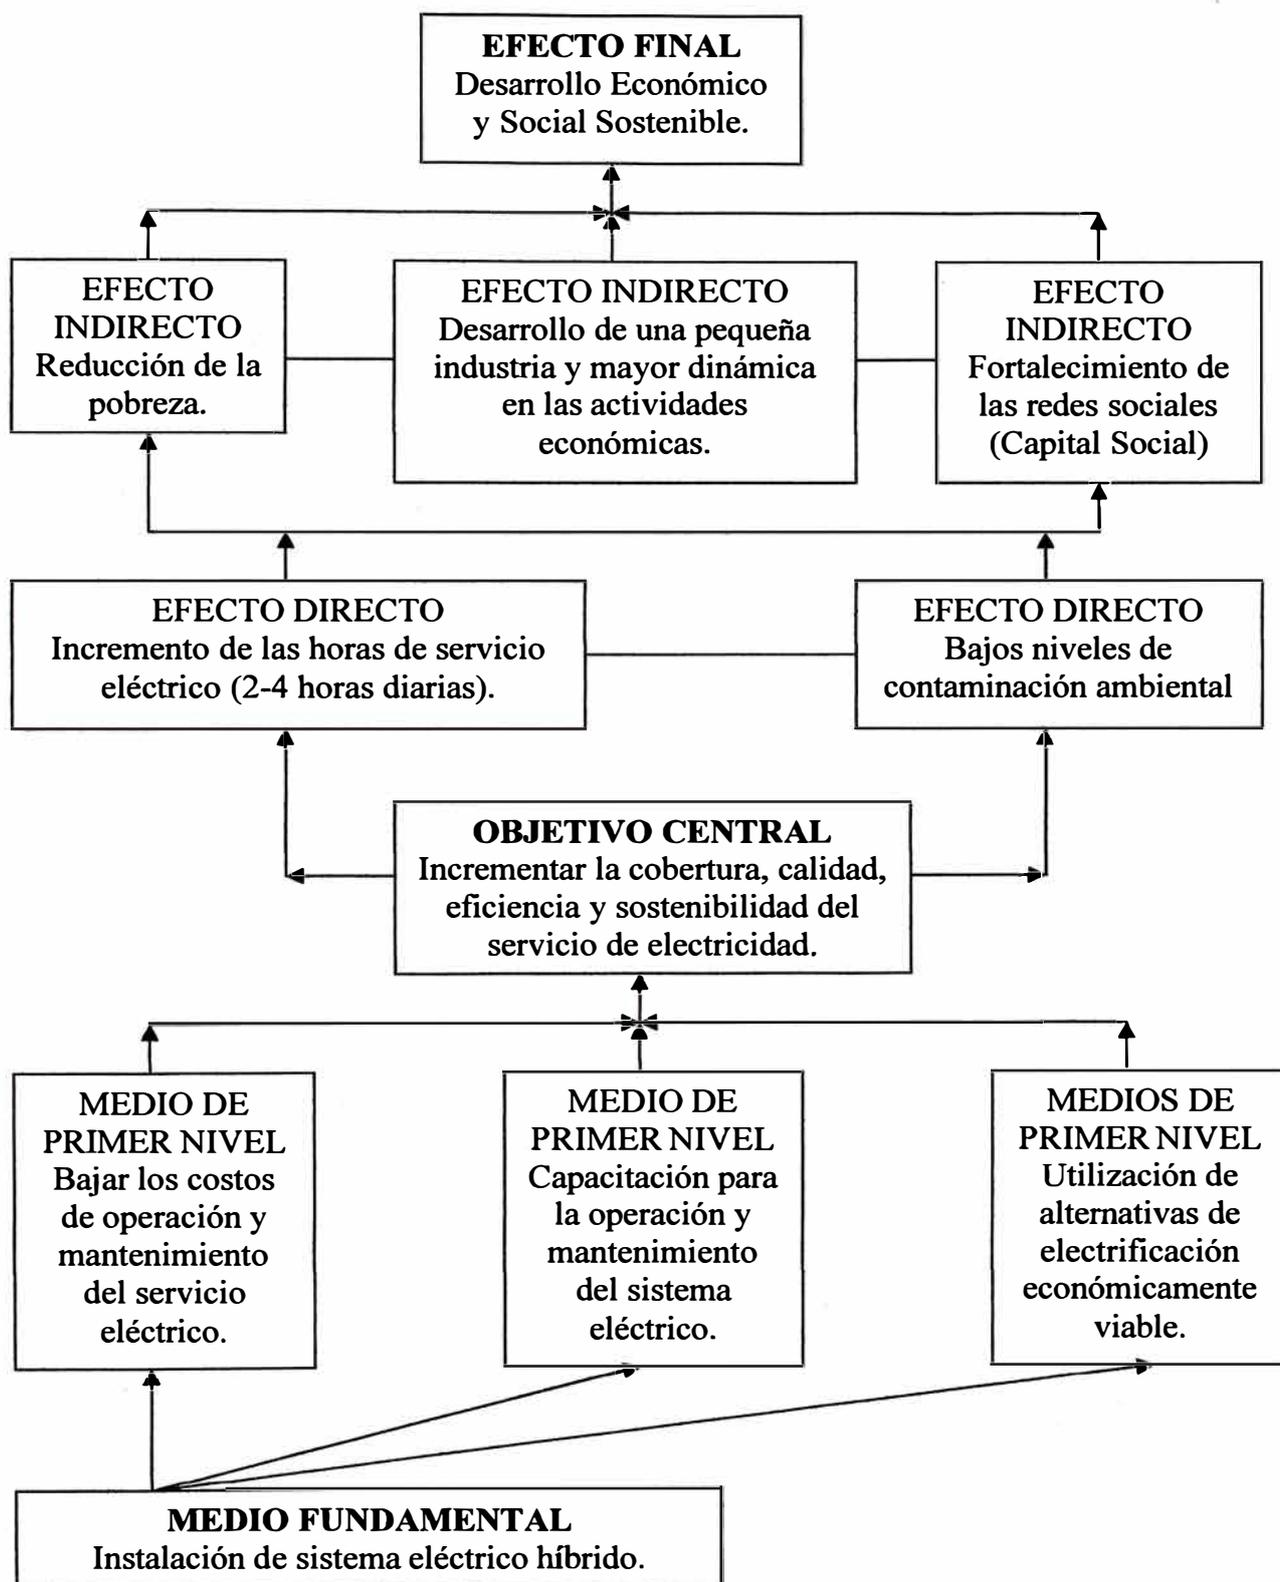 EFECTO FINAL
Desarrollo Económico
y Social Sostenible.
EFECTO
INDIRECTO
Reducción de la
pobreza.
EFECTO INDIRECTO
Desarrollo de una pequeña
industria y mayor dinámica
en las actividades
económicas.
EFECTO
INDIRECTO
Fortalecimiento de
las redes sociales
(Capital Social)
EFECTO DIRECTO
Incremento de las horas de servicio
eléctrico (2-4 horas diarias).
EFECTO DIRECTO
Bajos niveles de
contaminación ambiental
OBJETIVO CENTRAL
Incrementar la cobertura, calidad,
eficiencia y sostenibilidad del
servicio de electricidad.
MEDIO DE
PRIMER NIVEL
Bajar los costos
de operación y
mantenimiento
del servicio
eléctrico.
MEDIO DE
PRIMER NIVEL
Capacitación para
la operación y
mantenimiento
del sistema
eléctrico.
MEDIOS DE
PRIMER NIVEL
Utilización de
alternativas de
electrificación
económicamente
viable.
MEDIO FUNDAMENTAL
Instalación de sistema eléctrico híbrido.